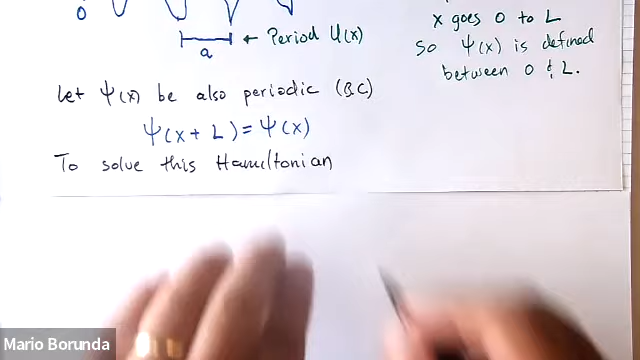 0
a
← Period U(x)
x goes 0 to L
So Ψ(x) is defined
between 0 & L.
Let Ψ(x) be also periodic (BC)
Ψ(x + L) = Ψ(x)
To solve this Hamiltonian
Mario Borunda